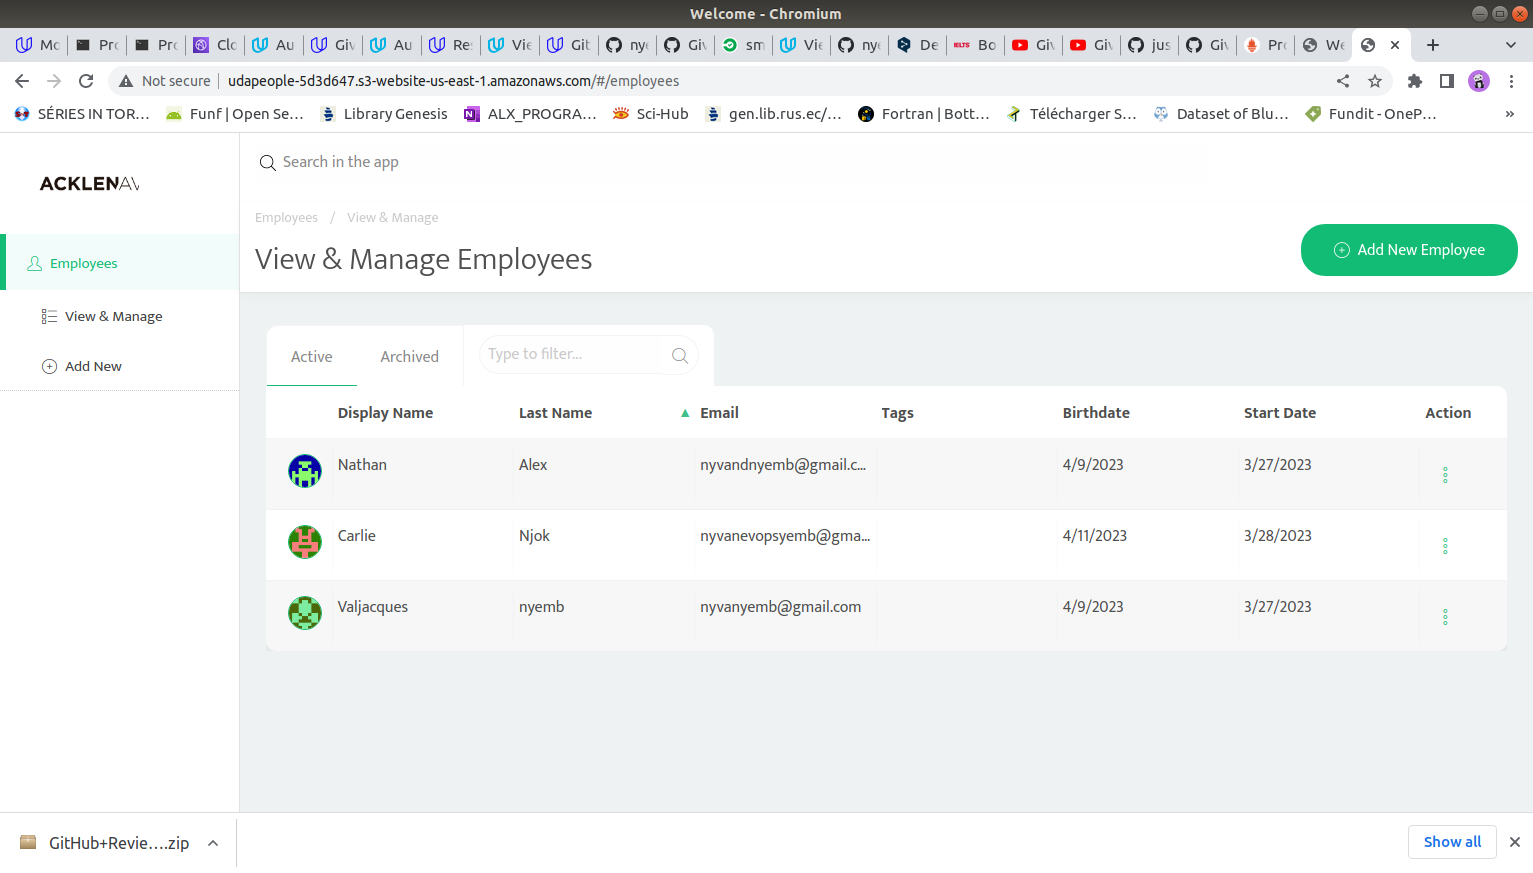 Welcome - Chromium
Mo Pro Pro Clo Au Giv Au Re Vie Git nye Giv sm Vie nye De Bo Giv Giv jus Giv Pro We
Not secure udapeople-5d3d647.s3-website-us-east-1.amazonaws.com/#/employees
SÉRIES IN TOR… Funf | Open Se… Library Genesis ALX_PROGRA… Sci-Hub gen.lib.rus.ec/… Fortran | Bott… Télécharger S… Dataset of Blu… Fundit - OneP… »
ACKLENAV
Search in the app
Employees / View & Manage
View & Manage Employees
Add New Employee
Employees
View & Manage
Add New
Active Archived Type to filter...
Display Name Last Name ▲ Email Tags Birthdate Start Date Action
Nathan Alex nyvandnyemb@gmail.c... 4/9/2023 3/27/2023
Carlie Njok nyvanevopsyemb@gma... 4/11/2023 3/28/2023
Valjacques nyemb nyvanyemb@gmail.com 4/9/2023 3/27/2023
GitHub+Revie….zip Show all